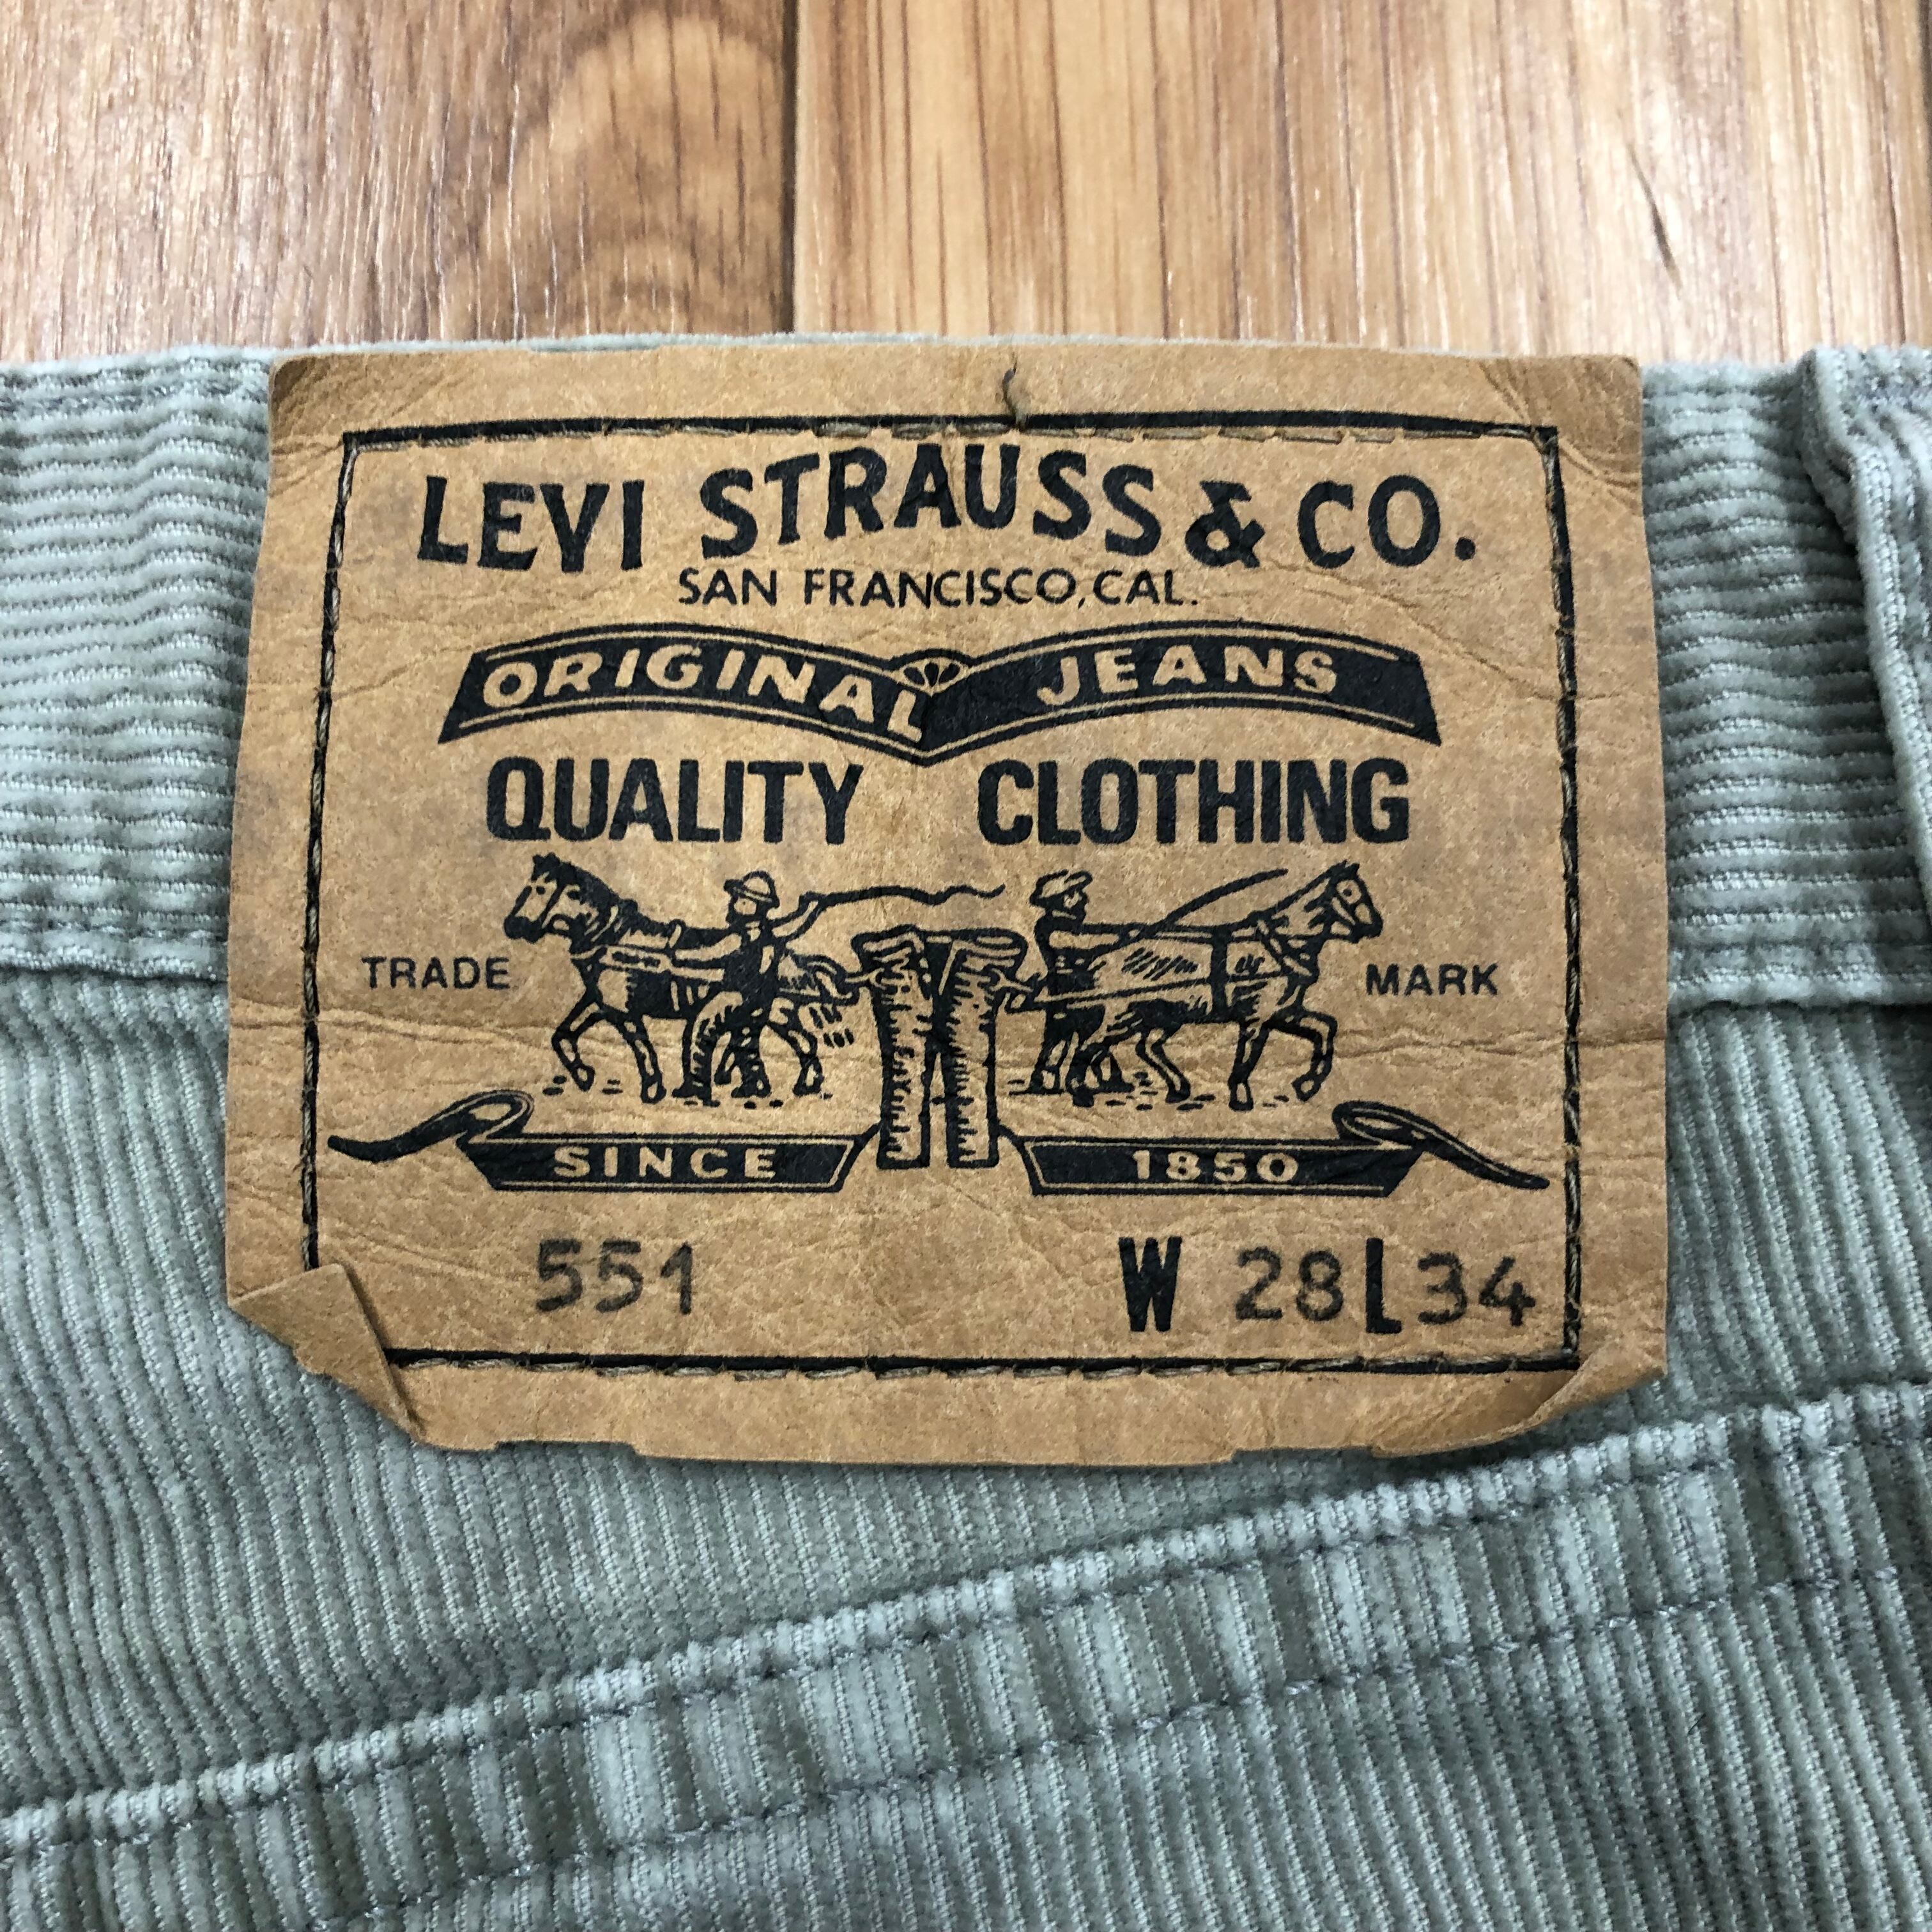 LEVI STRAUSS & CO.
SAN FRANCISCO, CAL.
ORIGINAL JEANS
QUALITY CLOTHING
TRADE MARK
SINCE 1850
551 W 28 L 34